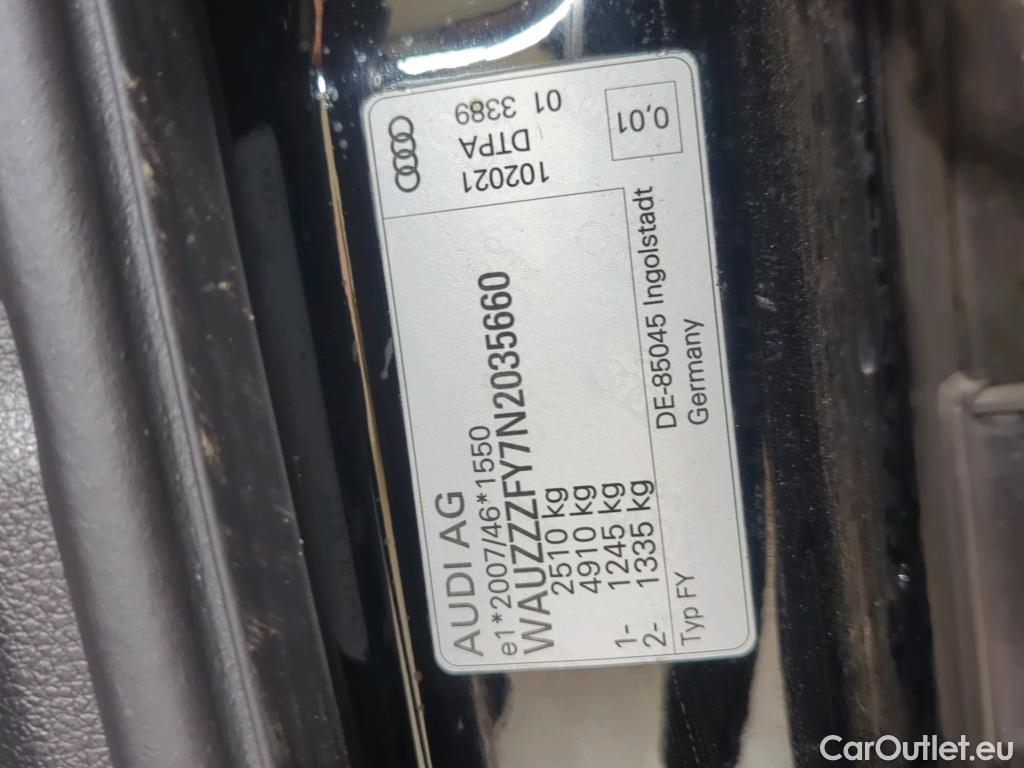 AUDI AG
e1*2007/46*1550
WAUZZZFY7N2035660
2510 kg
4910 kg
1- 1245 kg
2- 1335 kg
Typ FY
DE-85045 Ingolstadt
Germany
102021
DTPA
01 3389
0,01
CarOutlet.eu